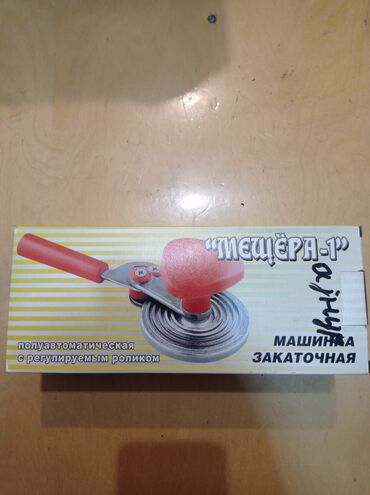 "МЕЩЁРА-1"
полуавтоматическая
с регулируемым роликом
МАШИНКА
ЗАКАТОЧНАЯ